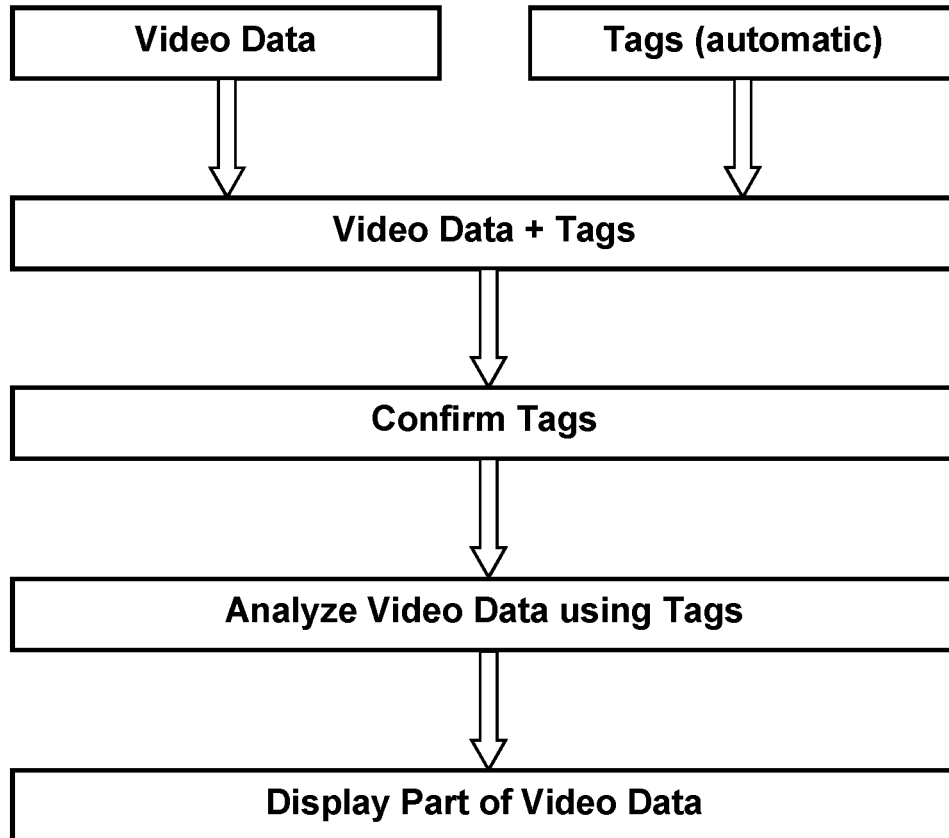 Video Data
Tags (automatic)
Video Data + Tags
Confirm Tags
Analyze Video Data using Tags
Display Part of Video Data